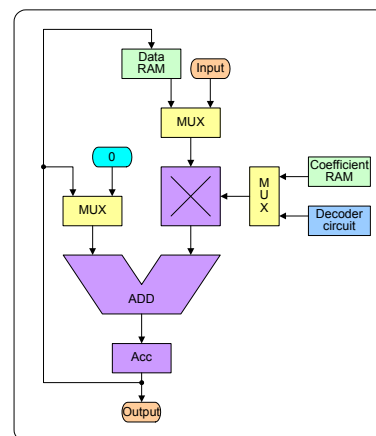 Data
RAM
Input
MUX
0
MUX
M
U
X
Coefficient
RAM
Decoder
circuit
ADD
Acc
Output